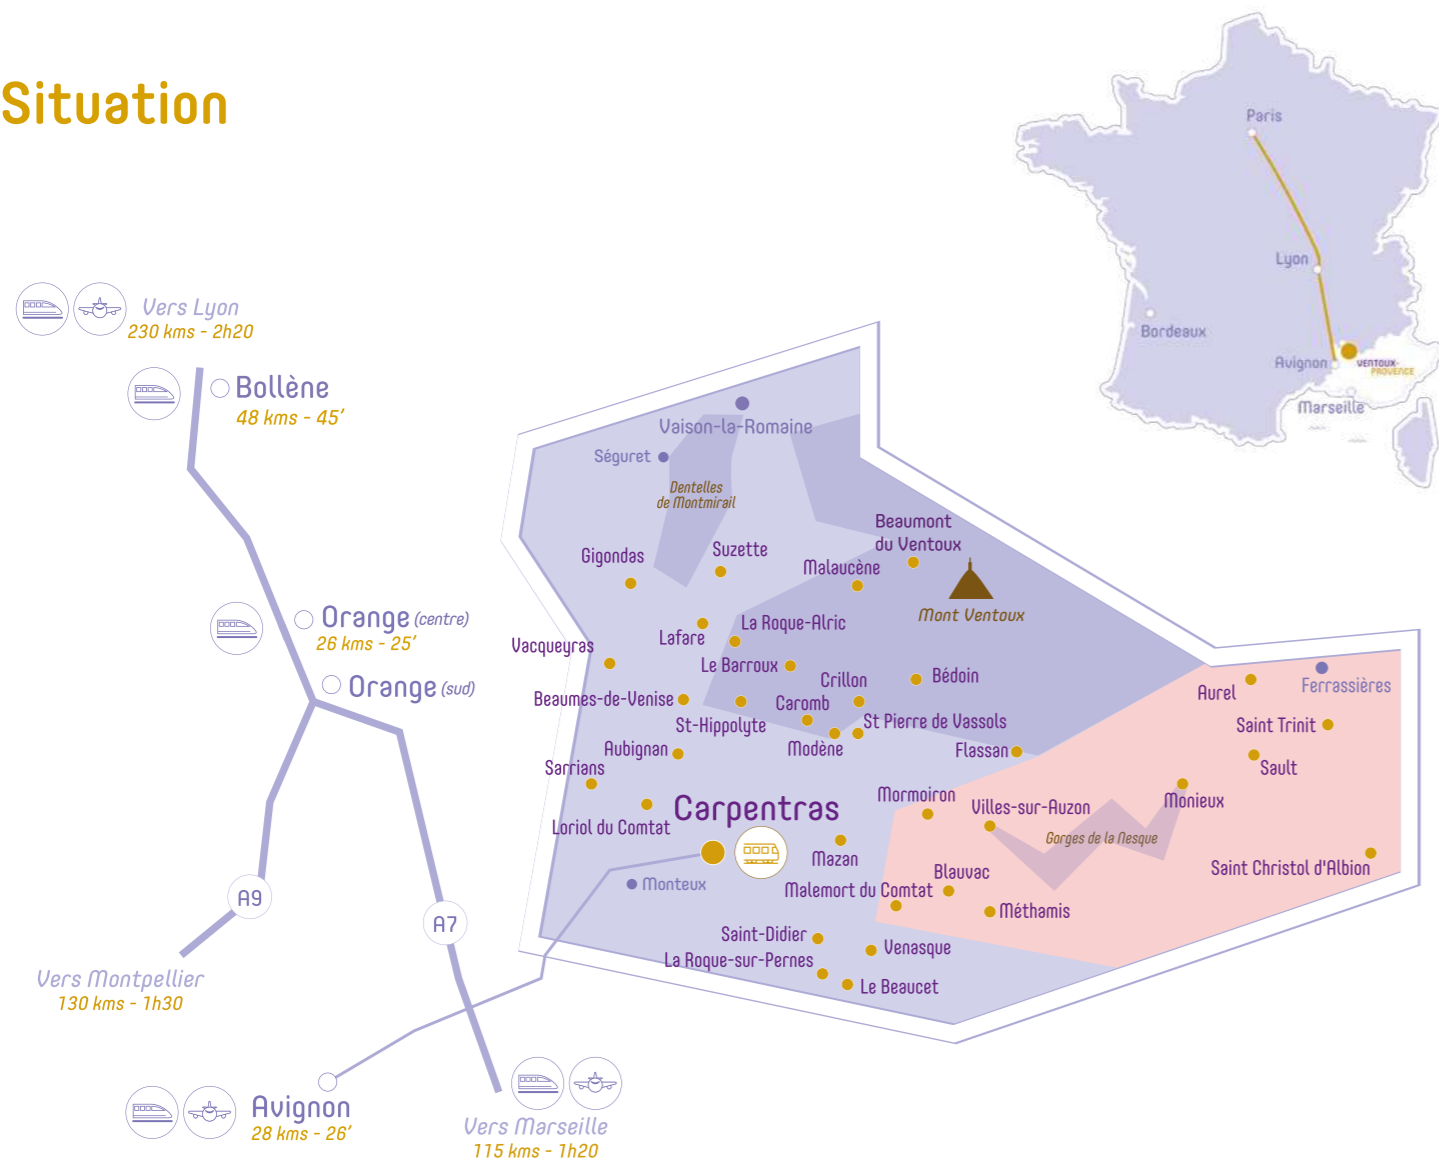 Situation
Paris
Lyon
Bordeaux
Avignon
VENTOUX-
PROVENCE
Marseille
Vers Lyon
230 kms - 2h20
Bollène
48 kms - 45’
Orange (centre)
26 kms - 25’
Orange (sud)
A9
A7
Vers Montpellier
130 kms - 1h30
Avignon
28 kms - 26’
Vers Marseille
115 kms - 1h20
Vaison-la-Romaine
Séguret
Dentelles
de Montmirail
Beaumont
du Ventoux
Gigondas
Suzette
Malaucène
Mont Ventoux
Lafare
La Roque-Alric
Vacqueyras
Le Barroux
Crillon
Bédoin
Beaumes-de-Venise
St-Hippolyte
Caromb
St Pierre de Vassols
Modène
Flassan
Aubignan
Sarrians
Loriol du Comtat
Carpentras
Monteux
Mazan
Mormoiron
Villes-sur-Auzon
Gorges de la Nesque
Monieux
Aurel
Ferrassières
Saint Trinit
Sault
Saint Christol d'Albion
Blauvac
Malemort du Comtat
Méthamis
Saint-Didier
Venasque
La Roque-sur-Pernes
Le Beaucet